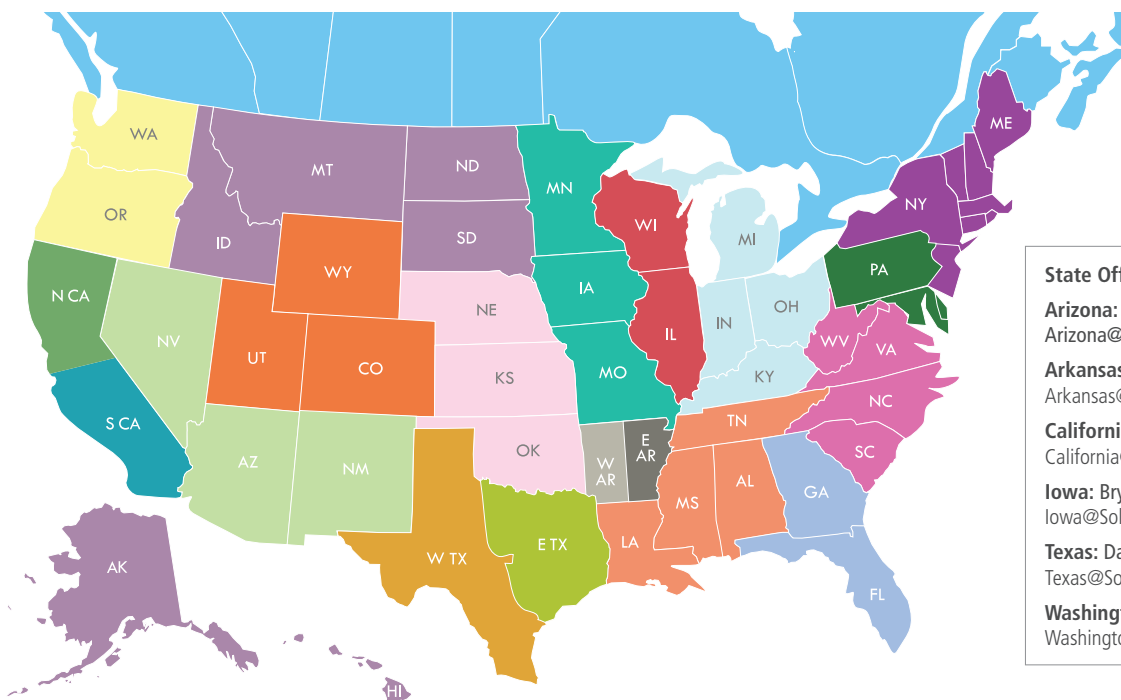 WA
OR
ID
MT
ND
SD
MN
WI
MI
NY
ME
WY
NE
IA
IL
IN
OH
PA
N CA
NV
UT
CO
KS
MO
KY
WV
VA
S CA
AZ
NM
OK
W
AR
E
AR
TN
NC
SC
MS
AL
GA
W TX
E TX
LA
FL
AK
HI
State Off
Arizona:
Arizona@
Arkansas
Arkansas@
Californi
California
Iowa: Bry
Iowa@Sol
Texas: Da
Texas@So
Washingt
Washingto